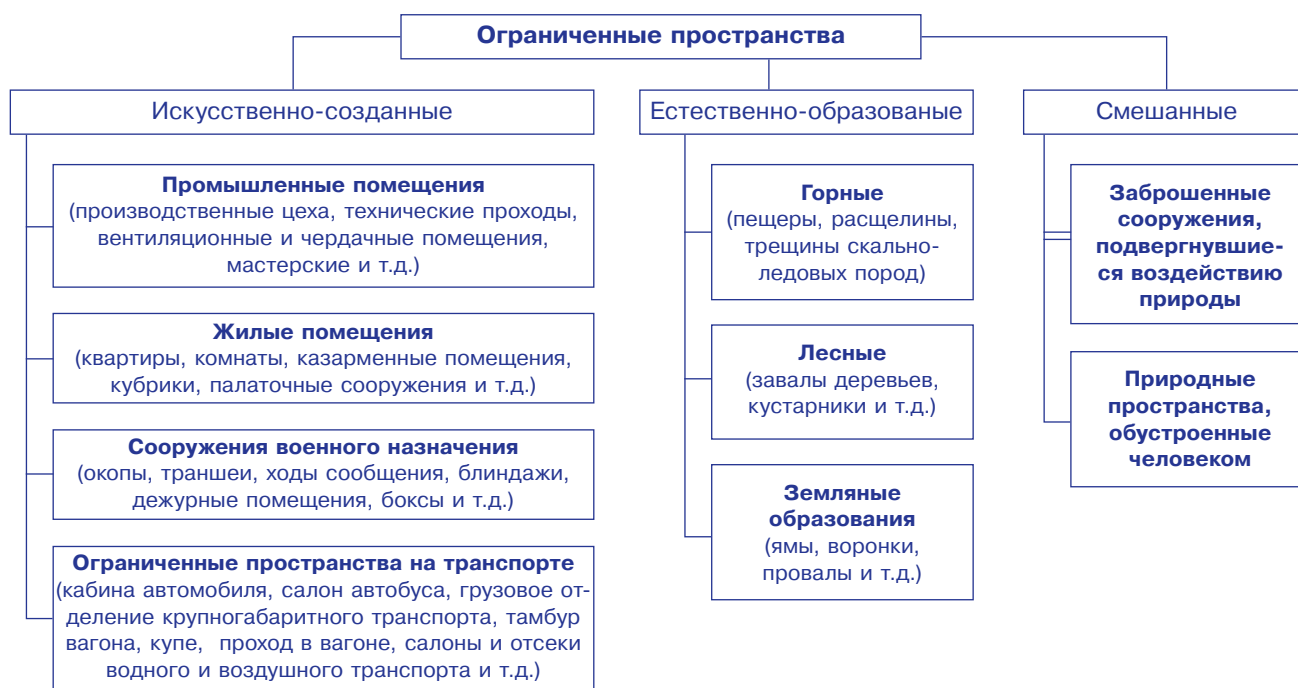 Ограниченные пространства
Искусственно-созданные
Промышленные помещения
(производственные цеха, технические проходы,
вентиляционные и чердачные помещения,
мастерские и т.д.)
Жилые помещения
(квартиры, комнаты, казарменные помещения,
кубрики, палаточные сооружения и т.д.)
Сооружения военного назначения
(окопы, траншеи, ходы сообщения, блиндажи,
дежурные помещения, боксы и т.д.)
Ограниченные пространства на транспорте
(кабина автомобиля, салон автобуса, грузовое от-
деление крупногабаритного транспорта, тамбур
вагона, купе, проход в вагоне, салоны и отсеки
водного и воздушного транспорта и т.д.)
Естественно-образованые
Горные
(пещеры, расщелины,
трещины скально-
ледовых пород)
Лесные
(завалы деревьев,
кустарники и т.д.)
Земляные
образования
(ямы, воронки,
провалы и т.д.)
Смешанные
Заброшенные
сооружения,
подвергнувшие-
ся воздействию
природы
Природные
пространства,
обустроенные
человеком